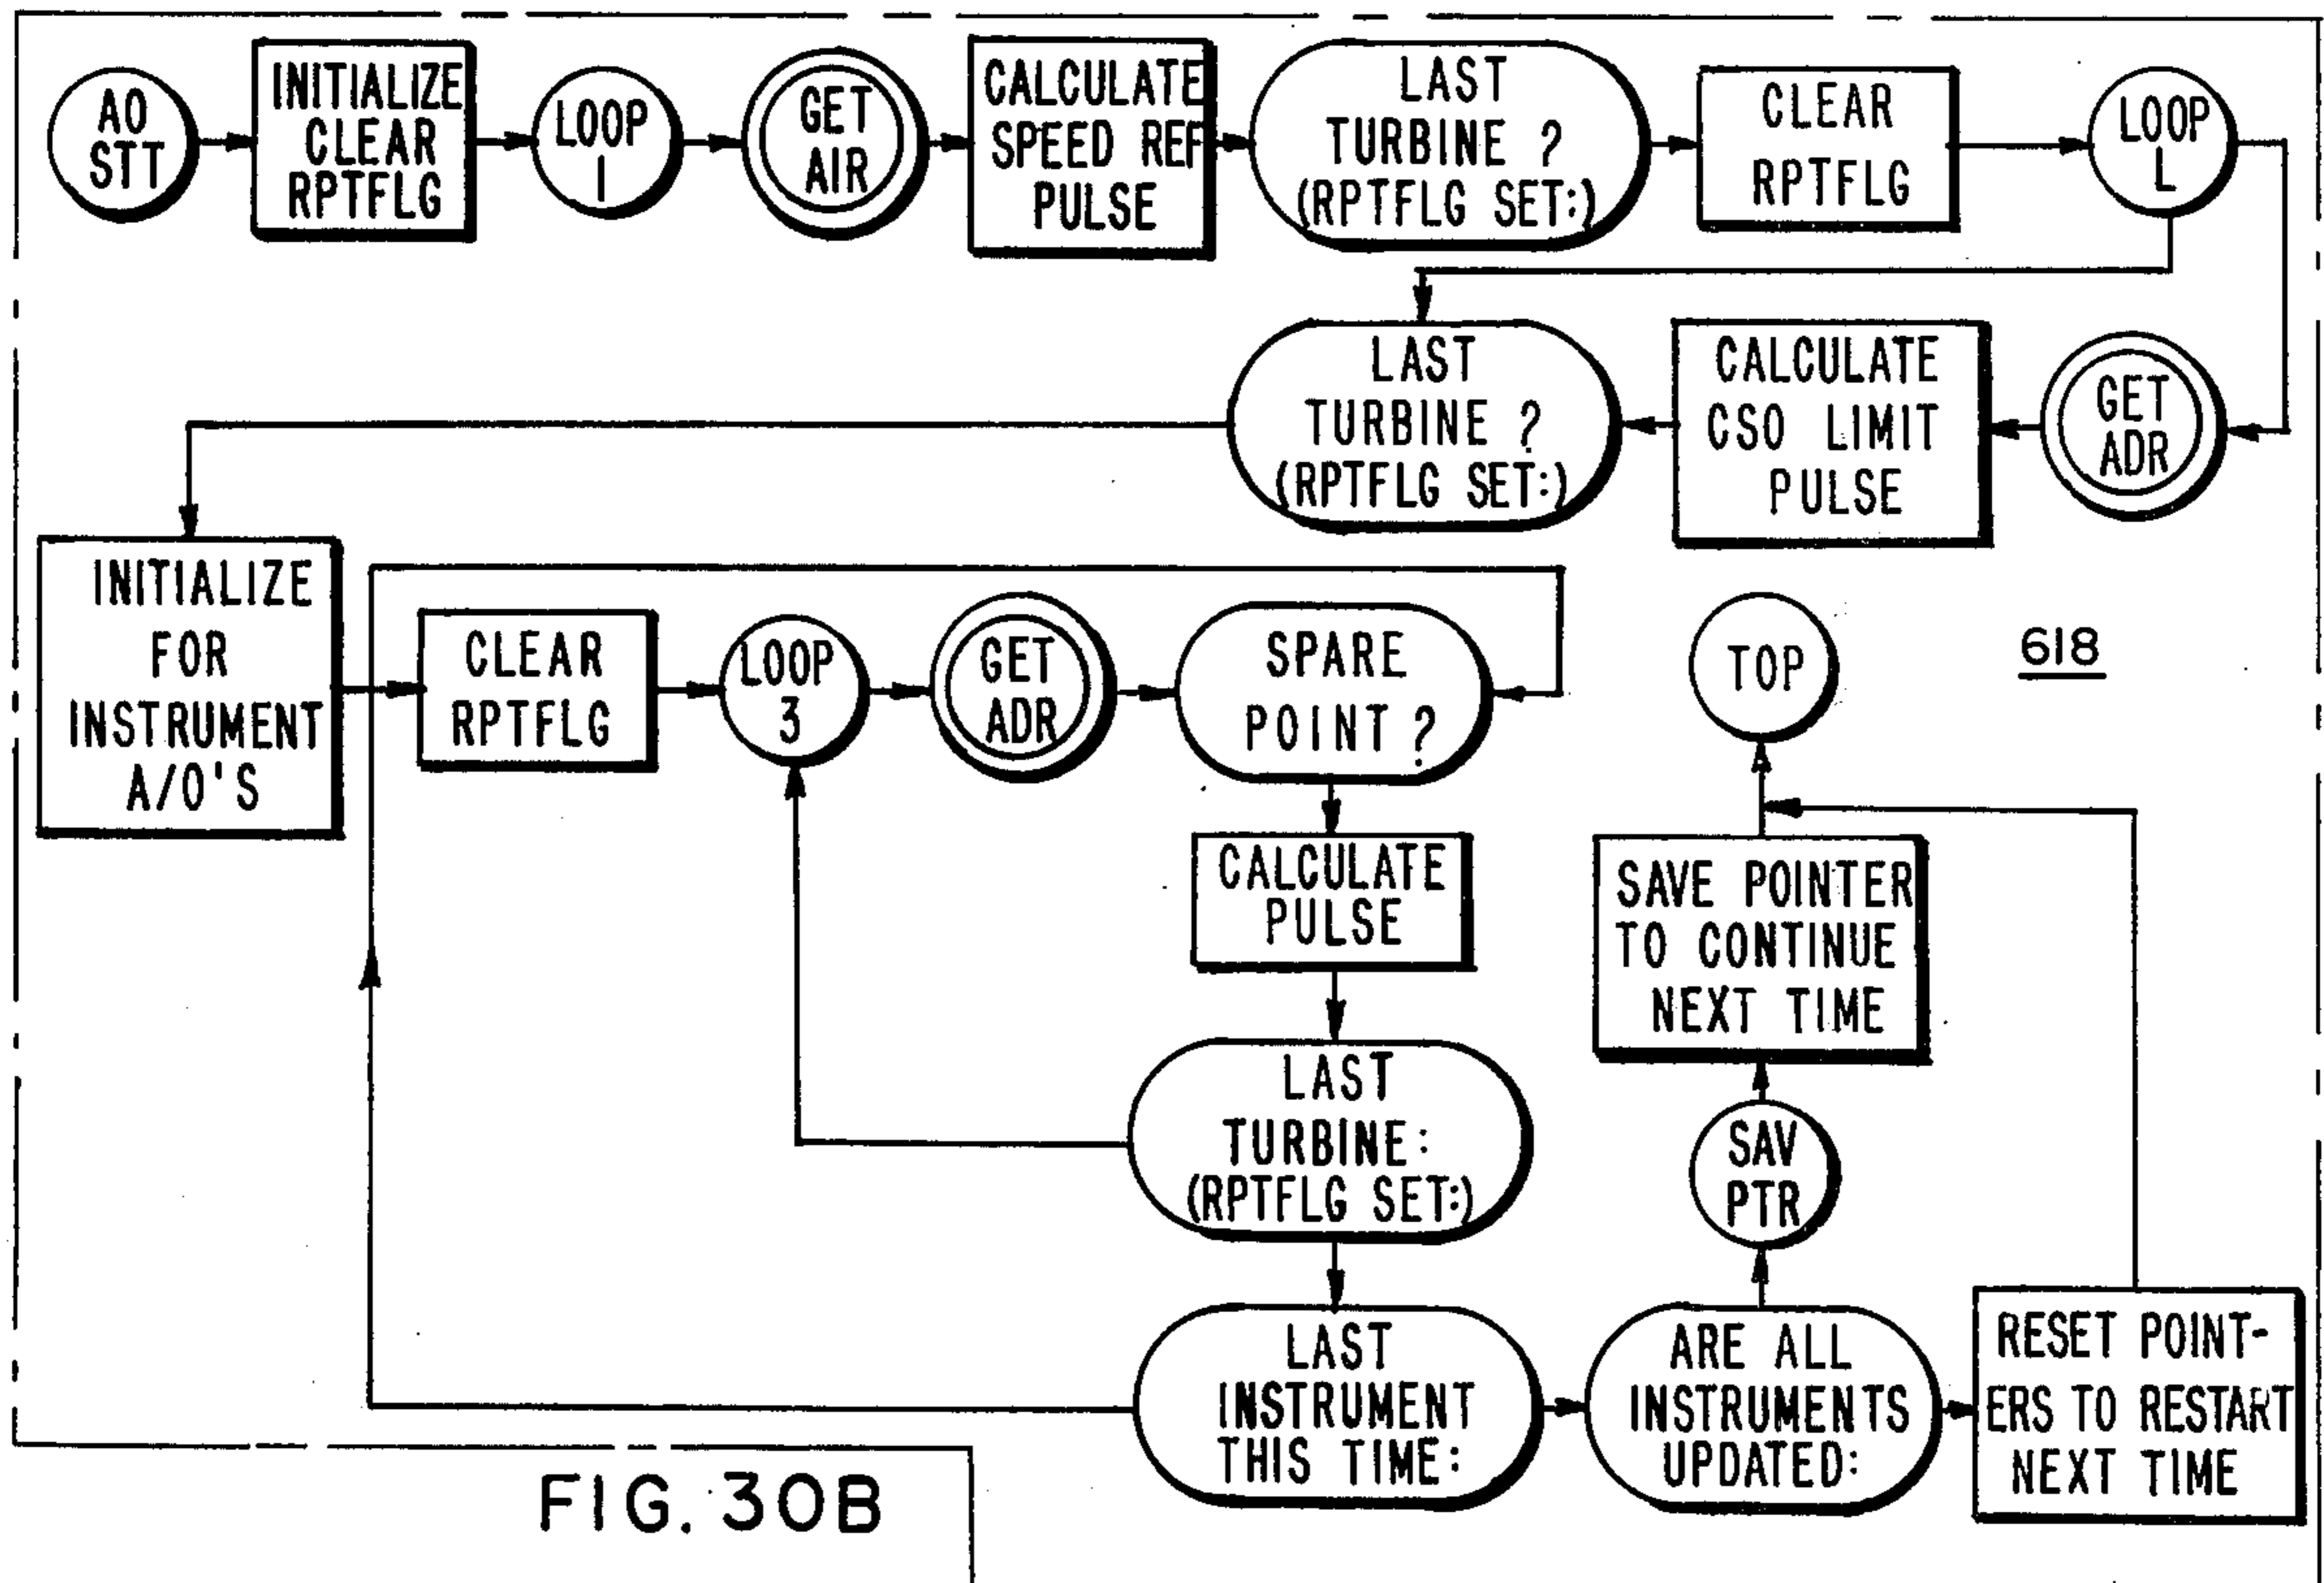 AO
STT
INITIALIZE
CLEAR
RPTFLG
LOOP
1
GET
AIR
CALCULATE
SPEED REF
PULSE
LAST
TURBINE ?
(RPTFLG SET:)
CLEAR
RPTFLG
LOOP
L
LAST
TURBINE ?
(RPTFLG SET:)
CALCULATE
CSO LIMIT
PULSE
GET
ADR
INITIALIZE
FOR
INSTRUMENT
A/O'S
CLEAR
RPTFLG
LOOP
3
GET
ADR
SPARE
POINT ?
TOP
618
CALCULATE
PULSE
SAVE POINTER
TO CONTINUE
NEXT TIME
LAST
TURBINE:
(RPTFLG SET:)
SAV
PTR
LAST
INSTRUMENT
THIS TIME:
ARE ALL
INSTRUMENTS
UPDATED:
RESET POINT-
ERS TO RESTART
NEXT TIME
FIG. 30B